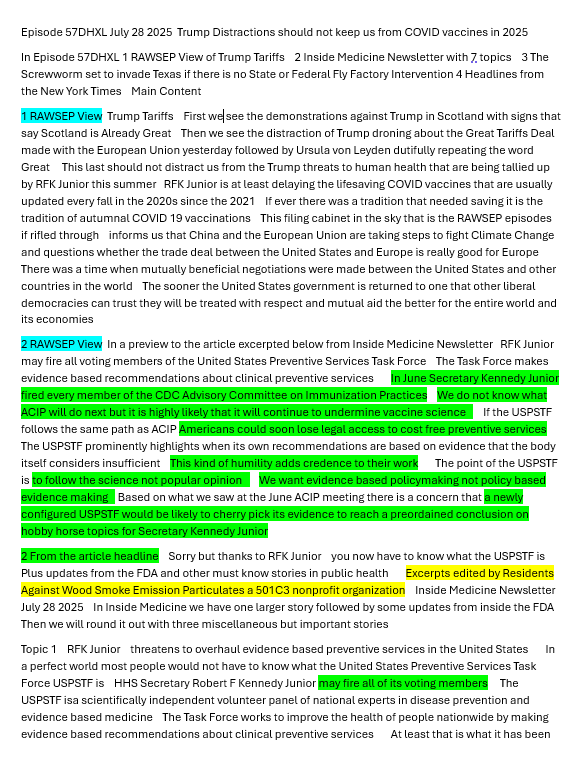 Episode 57DHXL July 28 2025 Trump Distractions should not keep us from COVID vaccines in 2025
In Episode 57DHXL 1 RAWSEP View of Trump Tariffs 2 Inside Medicine Newsletter with 7 topics 3 The
Screwworm set to invade Texas if there is no State or Federal Fly Factory Intervention 4 Headlines from
the New York Times Main Content
1 RAWSEP View Trump Tariffs First we see the demonstrations against Trump in Scotland with signs that
say Scotland is Already Great Then we see the distraction of Trump droning about the Great Tariffs Deal
made with the European Union yesterday followed by Ursula von Leyden dutifully repeating the word
Great This last should not distract us from the Trump threats to human health that are being tallied up
by RFK Junior this summer RFK Junior is at least delaying the lifesaving COVID vaccines that are usually
updated every fall in the 2020s since the 2021 If ever there was a tradition that needed saving it is the
tradition of autumnal COVID 19 vaccinations This filing cabinet in the sky that is the RAWSEP episodes
if rifled through informs us that China and the European Union are taking steps to fight Climate Change
and questions whether the trade deal between the United States and Europe is really good for Europe
There was a time when mutually beneficial negotiations were made between the United States and other
countries in the world The sooner the United States government is returned to one that other liberal
democracies can trust they will be treated with respect and mutual aid the better for the entire world and
its economies
2 RAWSEP View In a preview to the article excerpted below from Inside Medicine Newsletter RFK Junior
may fire all voting members of the United States Preventive Services Task Force The Task Force makes
evidence based recommendations about clinical preventive services In June Secretary Kennedy Junior
fired every member of the CDC Advisory Committee on Immunization Practices We do not know what
ACIP will do next but it is highly likely that it will continue to undermine vaccine science If the USPSTF
follows the same path as ACIP Americans could soon lose legal access to cost free preventive services
The USPSTF prominently highlights when its own recommendations are based on evidence that the body
itself considers insufficient This kind of humility adds credence to their work The point of the USPSTF
is to follow the science not popular opinion We want evidence based policymaking not policy based
evidence making Based on what we saw at the June ACIP meeting there is a concern that a newly
configured USPSTF would be likely to cherry pick its evidence to reach a preordained conclusion on
hobby horse topics for Secretary Kennedy Junior
2 From the article headline Sorry but thanks to RFK Junior you now have to know what the USPSTF is
Plus updates from the FDA and other must know stories in public health Excerpts edited by Residents
Against Wood Smoke Emission Particulates a 501C3 nonprofit organization Inside Medicine Newsletter
July 28 2025 In Inside Medicine we have one larger story followed by some updates from inside the FDA
Then we will round it out with three miscellaneous but important stories
Topic 1 RFK Junior threatens to overhaul evidence based preventive services in the United States In
a perfect world most people would not have to know what the United States Preventive Services Task
Force USPSTF is HHS Secretary Robert F Kennedy Junior may fire all of its voting members The
USPSTF isa scientifically independent volunteer panel of national experts in disease prevention and
evidence based medicine The Task Force works to improve the health of people nationwide by making
evidence based recommendations about clinical preventive services At least that is what it has been